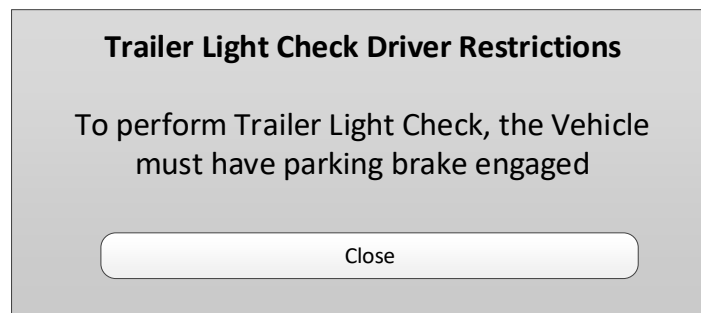 Trailer Light Check Driver Restrictions
To perform Trailer Light Check, the Vehicle
must have parking brake engaged
Close